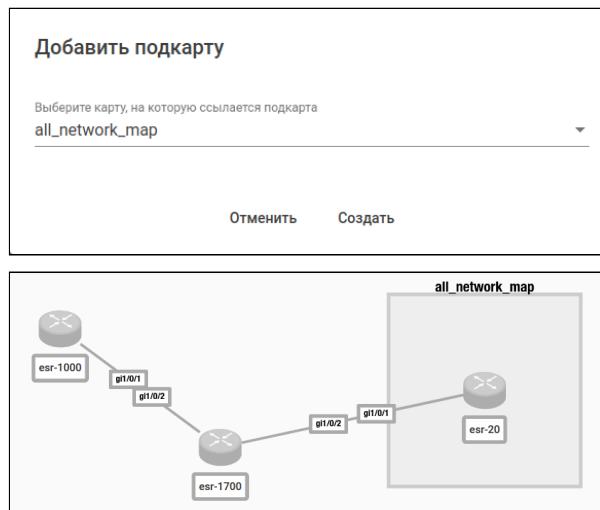 Добавить подкарту
Выберите карту, на которую ссылается подкарта
all_network_map
Отменить Создать
all_network_map
esr-1000
gi1/0/1
gi1/0/2
gi1/0/2
gi1/0/1
esr-20
esr-1700